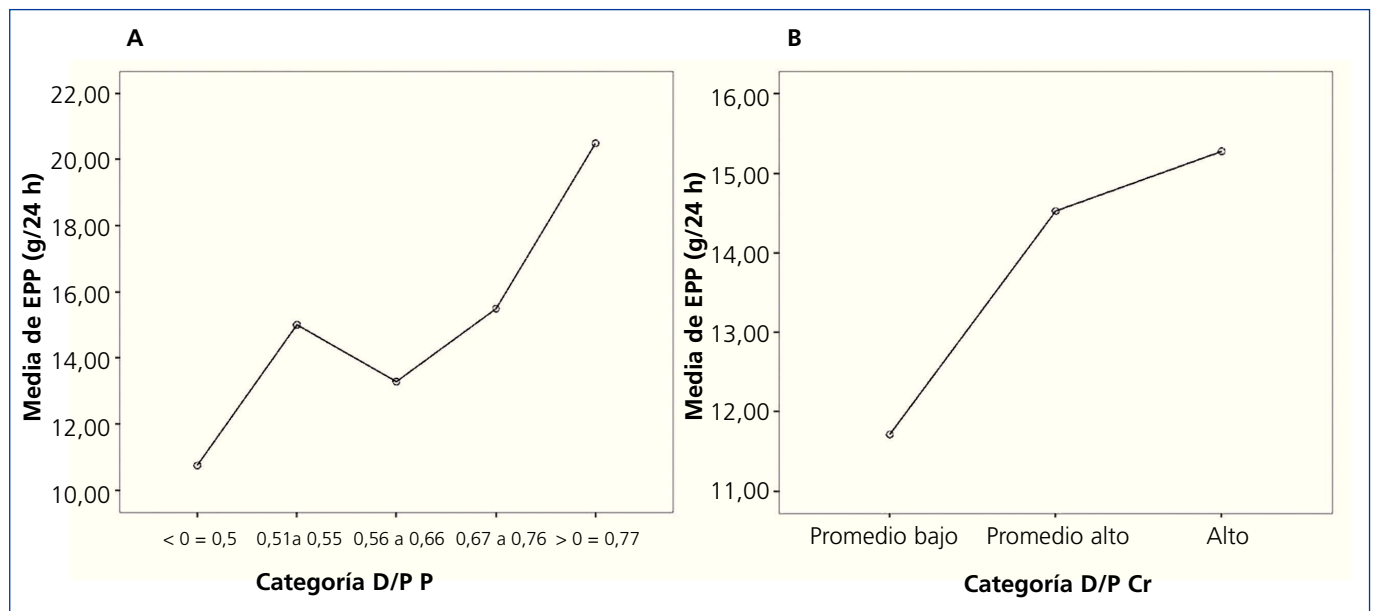 A
Media de EPP (g/24 h)
22,00
20,00
18,00
16,00
14,00
12,00
10,00
< 0 = 0,5 0,51a 0,55 0,56 a 0,66 0,67 a 0,76 > 0 = 0,77
Categoría D/P P
B
Media de EPP (g/24 h)
16,00
15,00
14,00
13,00
12,00
11,00
Promedio bajo Promedio alto Alto
Categoría D/P Cr